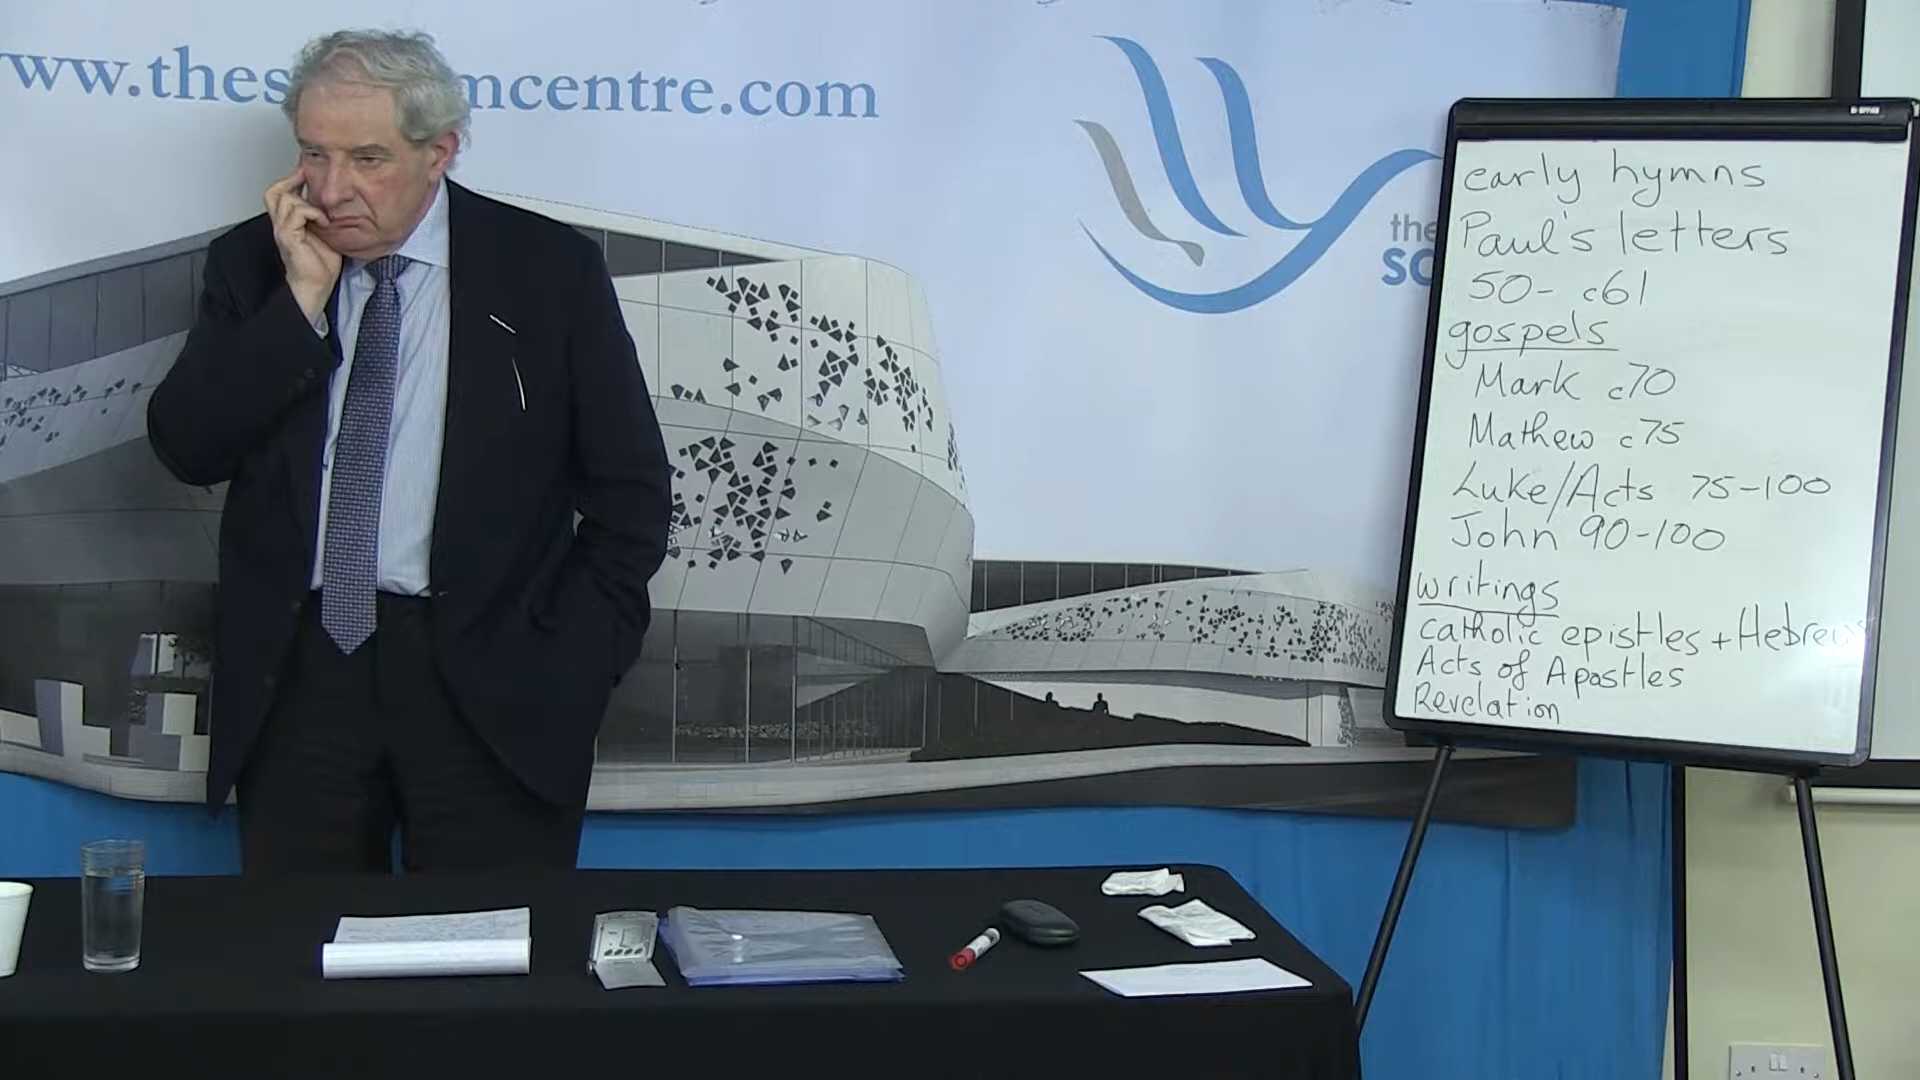 www.thes mcentre.com
the
sc
early hymns
Paul's letters
50- c61
gospels
Mark c70
Mathew c75
Luke/Acts 75-100
John 90-100
writings
catholic epistles + Hebrews
Acts of Apostles
Revelation